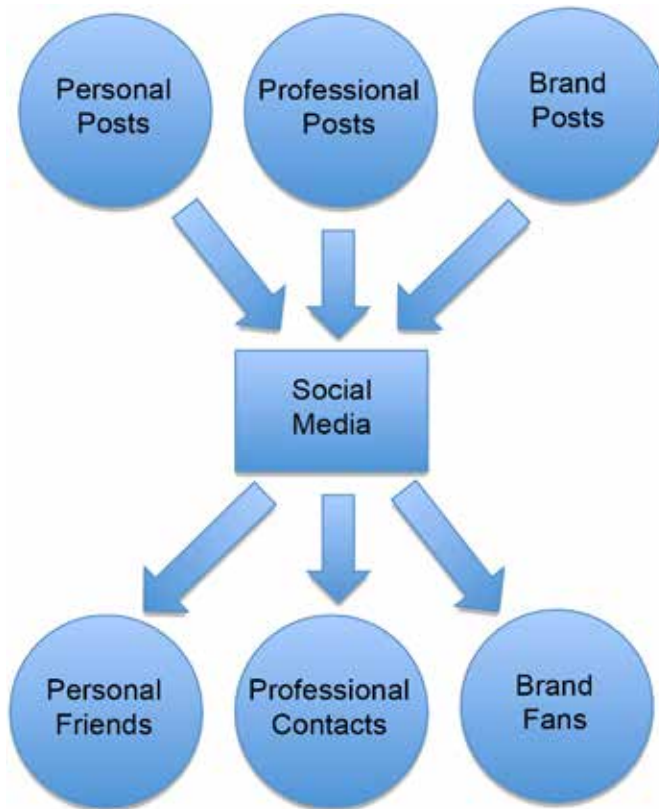 Personal
Posts
Professional
Posts
Brand
Posts
Social
Media
Personal
Friends
Professional
Contacts
Brand
Fans